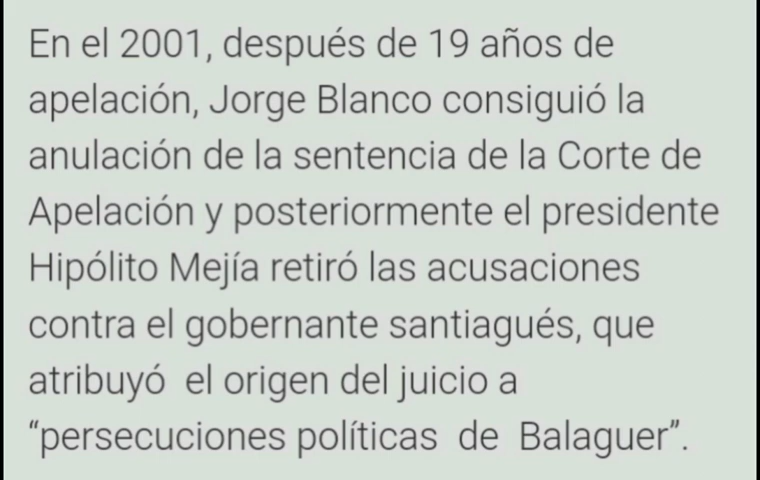 En el 2001, después de 19 años de
apelación, Jorge Blanco consiguió la
anulación de la sentencia de la Corte de
Apelación y posteriormente el presidente
Hipólito Mejía retiró las acusaciones
contra el gobernante santiagués, que
atribuyó  el origen del juicio a
“persecuciones políticas  de  Balaguer”.